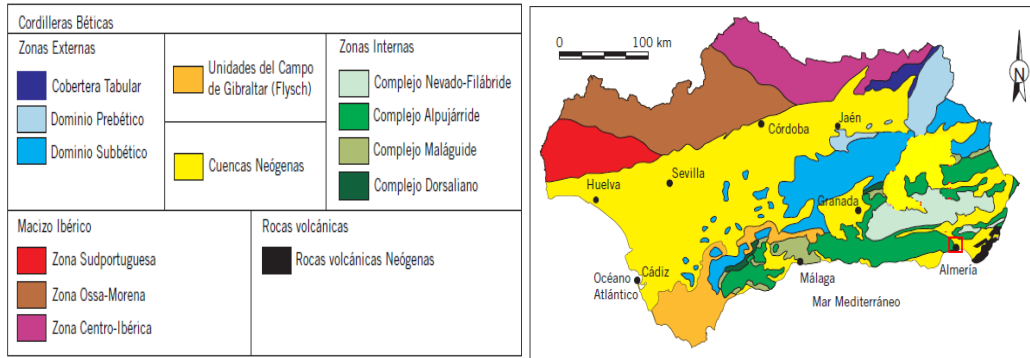 Cordilleras Béticas
Zonas Externas
Cobertera Tabular
Dominio Prebético
Dominio Subbético
Unidades del Campo
de Gibraltar (Flysch)
Cuencas Neógenas
Zonas Internas
Complejo Nevado-Filábride
Complejo Alpujárride
Complejo Maláguide
Complejo Dorsaliano
Macizo Ibérico
Zona Sudportuguesa
Zona Ossa-Morena
Zona Centro-Ibérica
Rocas volcánicas
Rocas volcánicas Neógenas
0 100 km
N
Córdoba
Jaén
Sevilla
Huelva
Granada
Cádiz
Océano
Atlántico
Málaga
Almería
Mar Mediterráneo